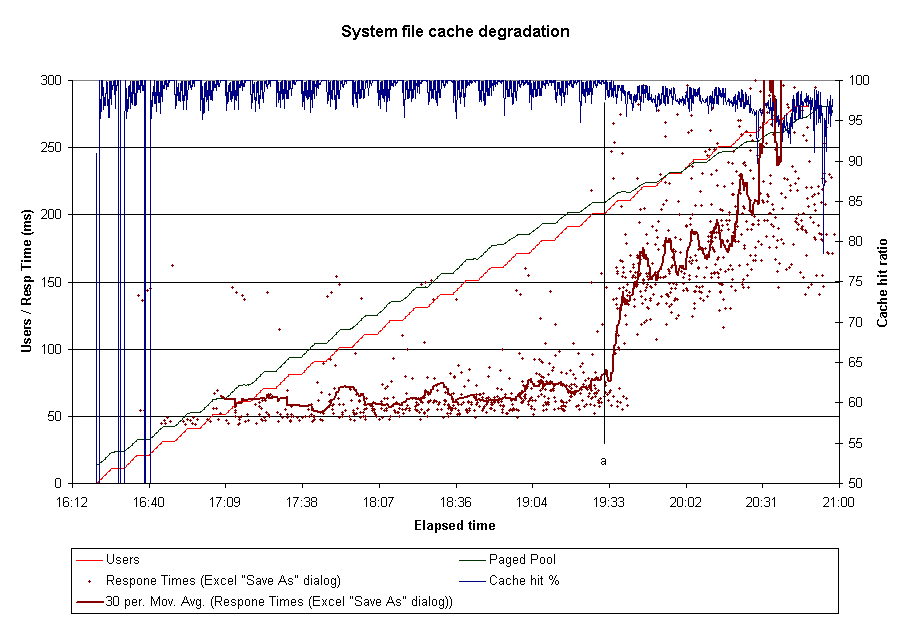 System file cache degradation
300
250
200
150
100
50
0
Users / Resp Time (ms)
100
95
90
85
80
75
70
65
60
55
50
Cache hit ratio
a
16:12 16:40 17:09 17:38 18:07 18:36 19:04 19:33 20:02 20:31 21:00
Elapsed time
Users Paged Pool
Respone Times (Excel "Save As" dialog) Cache hit %
30 per. Mov. Avg. (Respone Times (Excel "Save As" dialog))